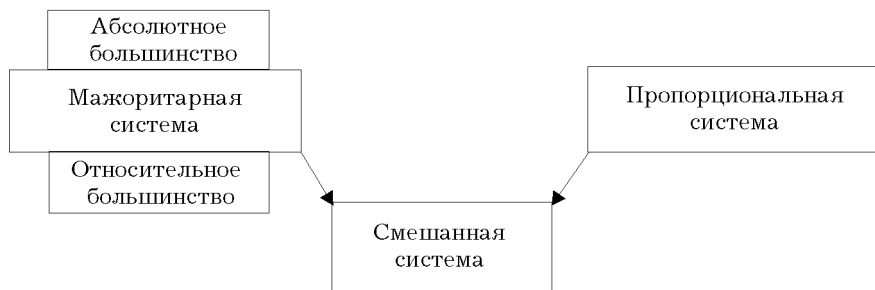 Абсолютное
большинство
Мажоритарная
система
Относительное
большинство
Пропорциональная
система
Смешанная
система